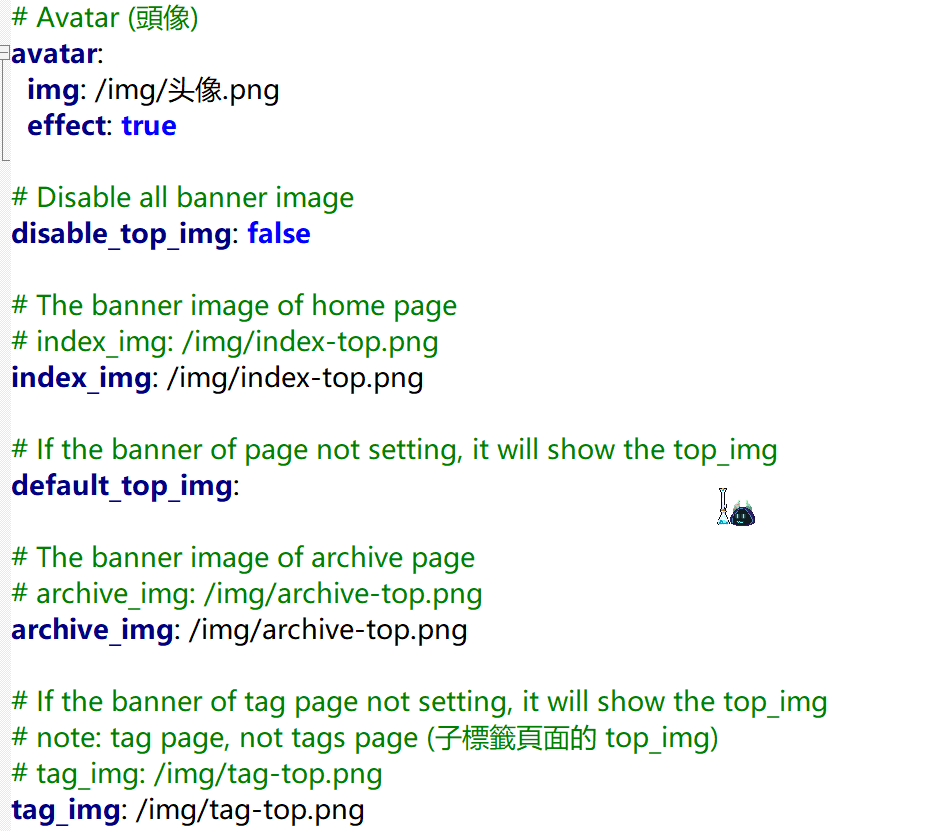 # Avatar (頭像)
avatar:
img: /img/头像.png
effect: true
# Disable all banner image
disable_top_img: false
# The banner image of home page
# index_img: /img/index-top.png
index_img: /img/index-top.png
# If the banner of page not setting, it will show the top_img
default_top_img:
# The banner image of archive page
# archive_img: /img/archive-top.png
archive_img: /img/archive-top.png
# If the banner of tag page not setting, it will show the top_img
# note: tag page, not tags page (子標籤頁面的 top_img)
# tag_img: /img/tag-top.png
tag_img: /img/tag-top.png